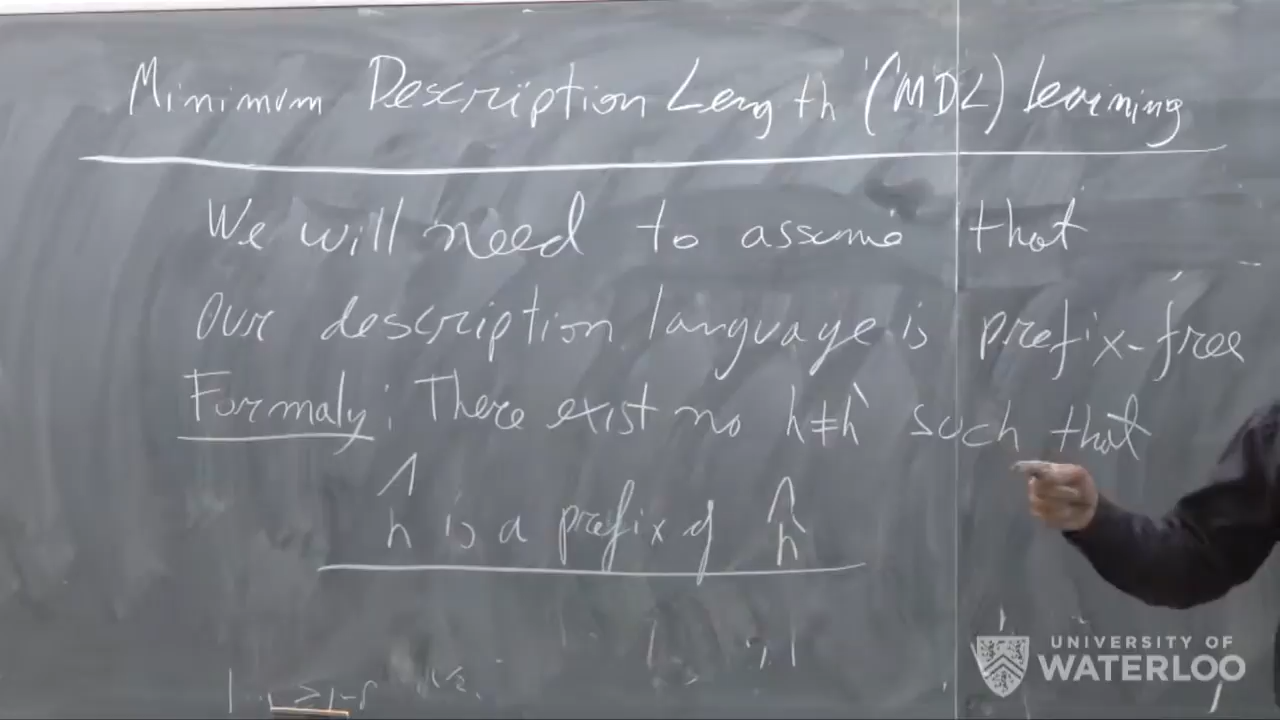 Minimum Description Length (MDL) learning
We will need to assume that
Our description language is prefix-free
Formaly: There exist no h≠h' such that
ĥ is a prefix of ĥ
UNIVERSITY OF
WATERLOO